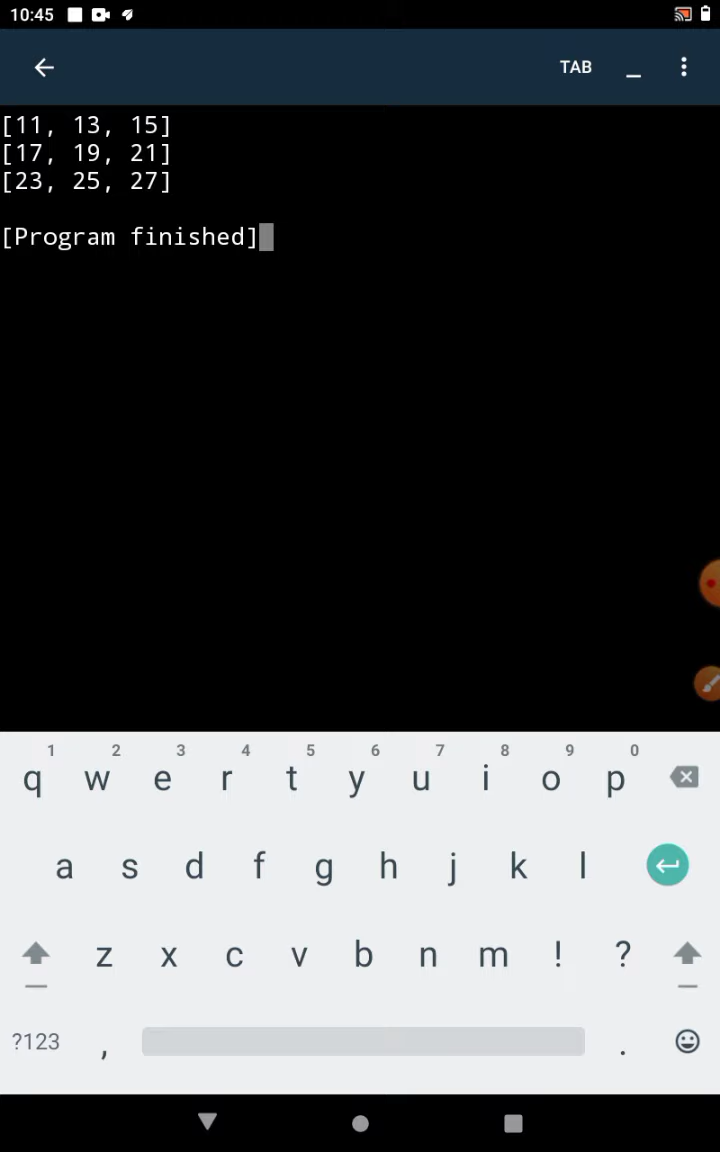 10:45
TAB _
[11, 13, 15]
[17, 19, 21]
[23, 25, 27]
[Program finished]
1 2 3 4 5 6 7 8 9 0
q w e r t y u i o p
a s d f g h j k l
z x c v b n m ! ?
?123 , .